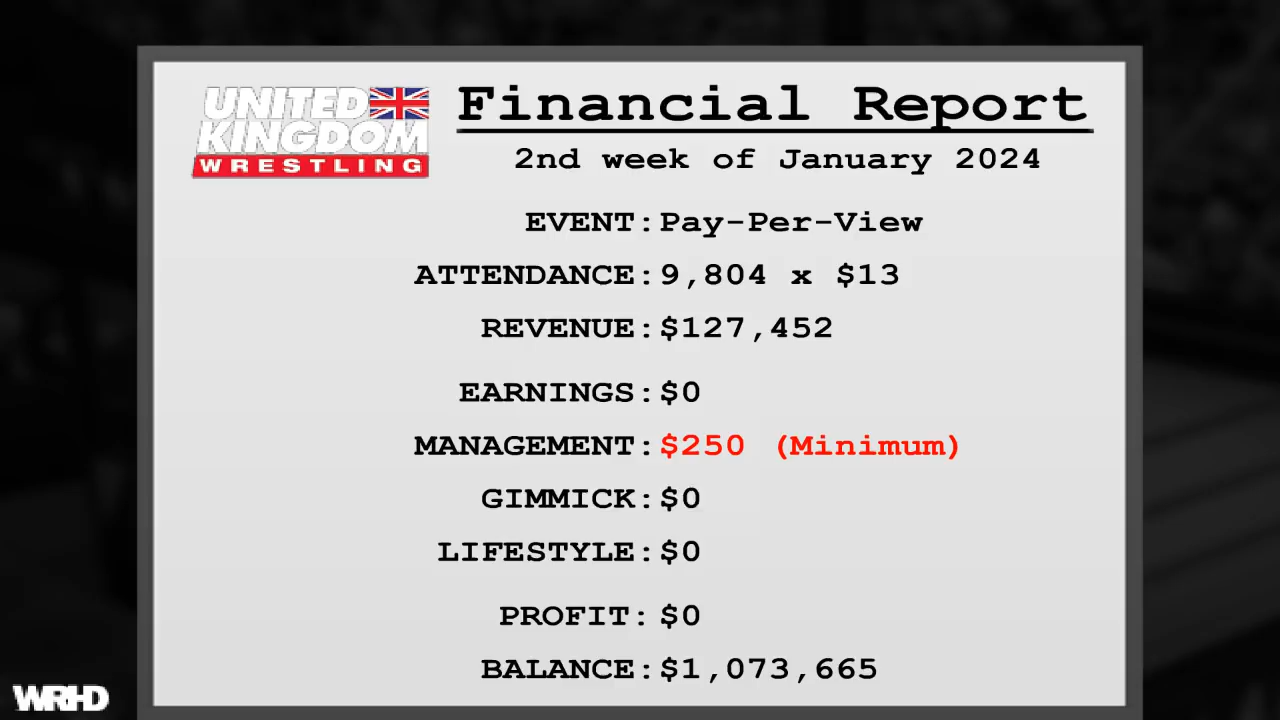 UNITED
KINGDOM
WRESTLING
Financial Report
2nd week of January 2024
EVENT: Pay-Per-View
ATTENDANCE: 9,804 x $13
REVENUE: $127,452
EARNINGS: $0
MANAGEMENT: $250 (Minimum)
GIMMICK: $0
LIFESTYLE: $0
PROFIT: $0
BALANCE: $1,073,665
WRHD